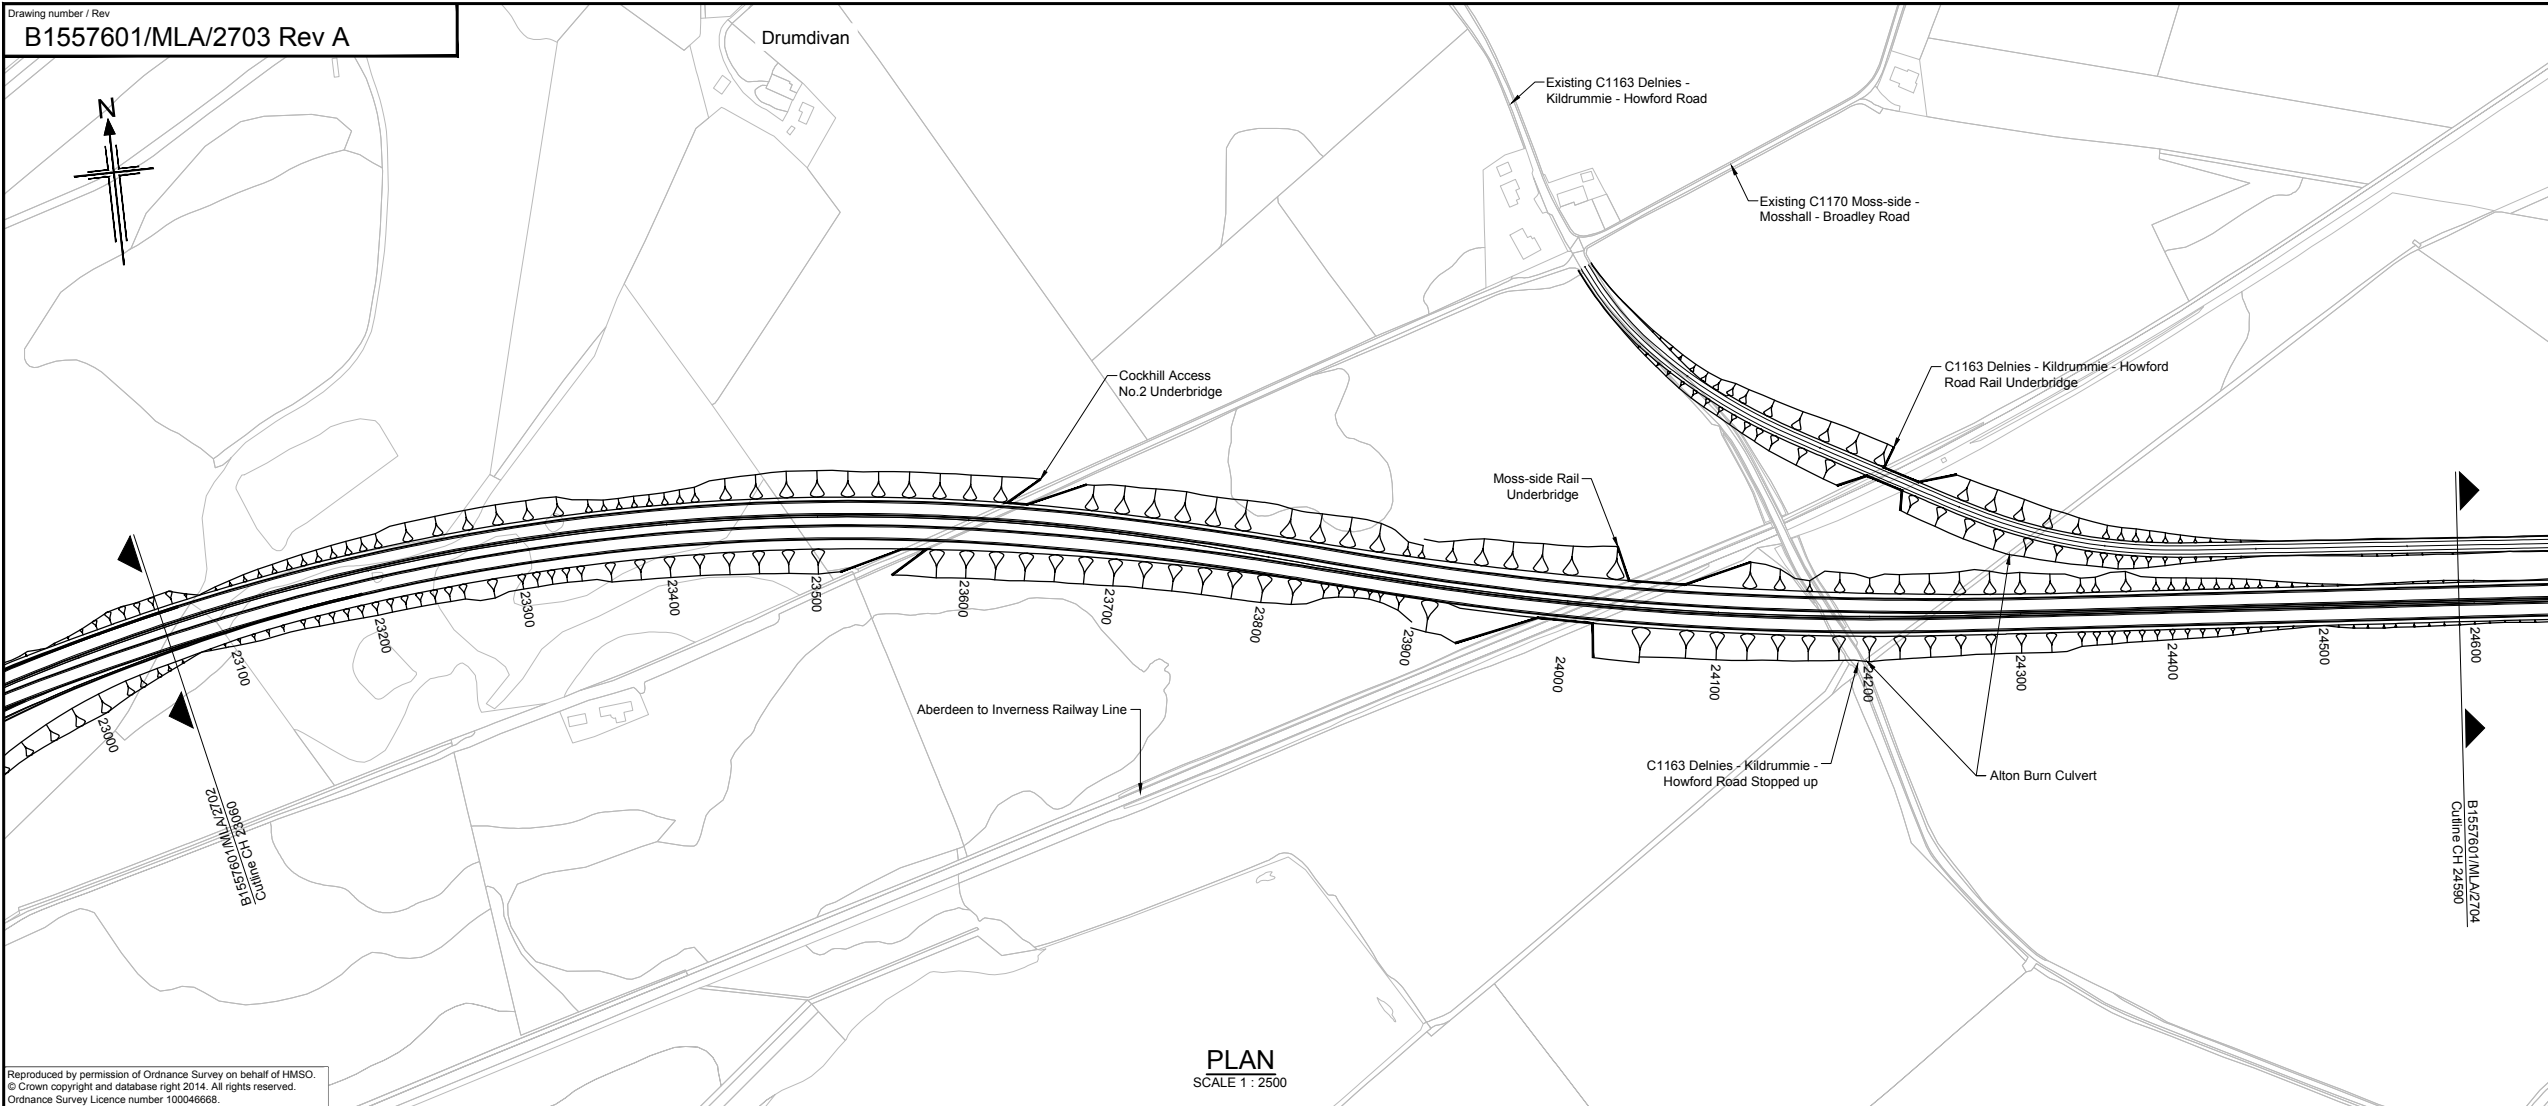 Drawing number / Rev
B1557601/MLA/2703 Rev A
Drumdivan
N
Existing C1163 Delnies -
Kildrummie - Howford Road
Existing C1170 Moss-side -
Mosshall - Broadley Road
Cockhill Access
No.2 Underbridge
C1163 Delnies - Kildrummie - Howford
Road Rail Underbridge
Moss-side Rail
Underbridge
23000
23100
23200
23300
23400
23500
23600
23700
23800
23900
24000
24100
24200
24300
24400
24500
24600
Aberdeen to Inverness Railway Line
C1163 Delnies - Kildrummie -
Howford Road Stopped up
Alton Burn Culvert
B1557601/MLA/2702
Cutline CH 23060
B1557601/MLA/2704
Cutline CH 24590
PLAN
SCALE 1 : 2500
Reproduced by permission of Ordnance Survey on behalf of HMSO.
© Crown copyright and database right 2014. All rights reserved.
Ordnance Survey Licence number 100046668.